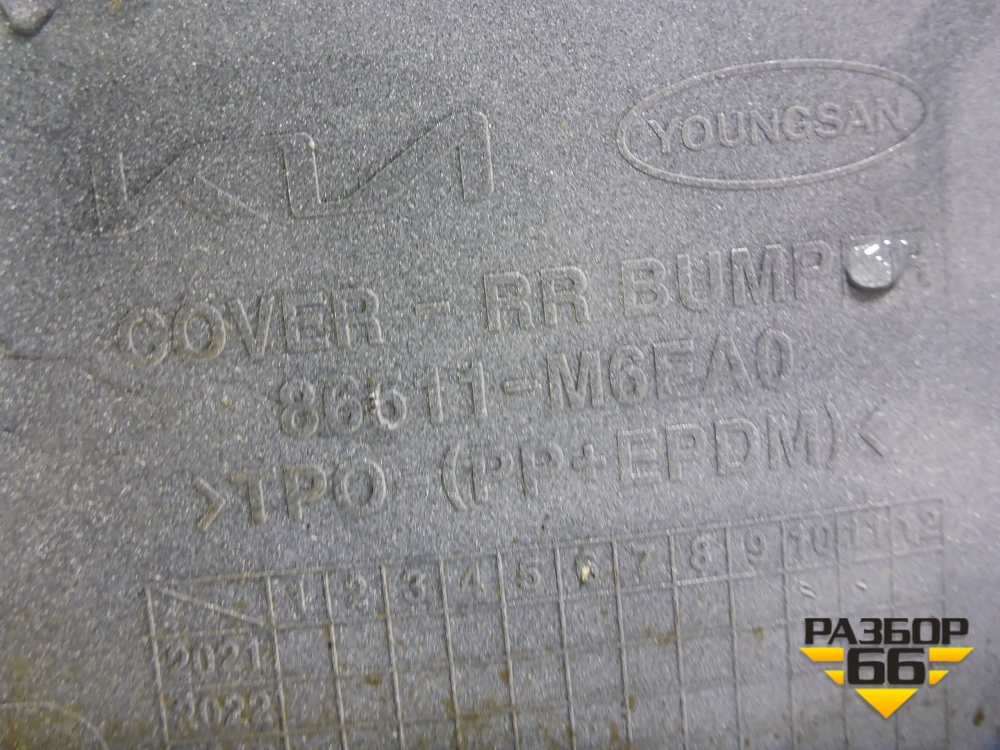 KIA
YOUNGSAN
COVER - RR BUMPER
86611-M6EA0
>TPO-(PP+EPDM)<
1 2 3 4 5 6 7 8 9 10 11 12
2021
2022
РАЗБОР
66